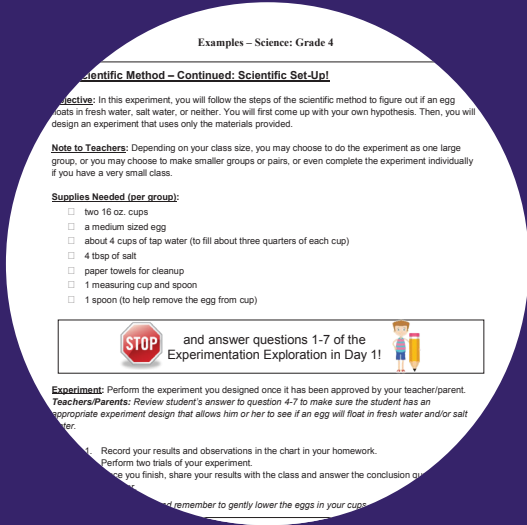 Examples – Science: Grade 4
Scientific Method – Continued: Scientific Set-Up!
Objective: In this experiment, you will follow the steps of the scientific method to figure out if an egg
floats in fresh water, salt water, or neither. You will first come up with your own hypothesis. Then, you will
design an experiment that uses only the materials provided.
Note to Teachers: Depending on your class size, you may choose to do the experiment as one large
group, or you may choose to make smaller groups or pairs, or even complete the experiment individually
if you have a very small class.
Supplies Needed (per group):
☐ two 16 oz. cups
☐ a medium sized egg
☐ about 4 cups of tap water (to fill about three quarters of each cup)
☐ 4 tbsp of salt
☐ paper towels for cleanup
☐ 1 measuring cup and spoon
☐ 1 spoon (to help remove the egg from cup)
STOP and answer questions 1-7 of the
Experimentation Exploration in Day 1!
Experiment: Perform the experiment you designed once it has been approved by your teacher/parent.
Teachers/Parents: Review student's answer to question 4-7 to make sure the student has an
appropriate experiment design that allows him or her to see if an egg will float in fresh water and/or salt
water.
1. Record your results and observations in the chart in your homework.
Perform two trials of your experiment.
you finish, share your results with the class and answer the conclusion
remember to gently lower the eggs in your cups